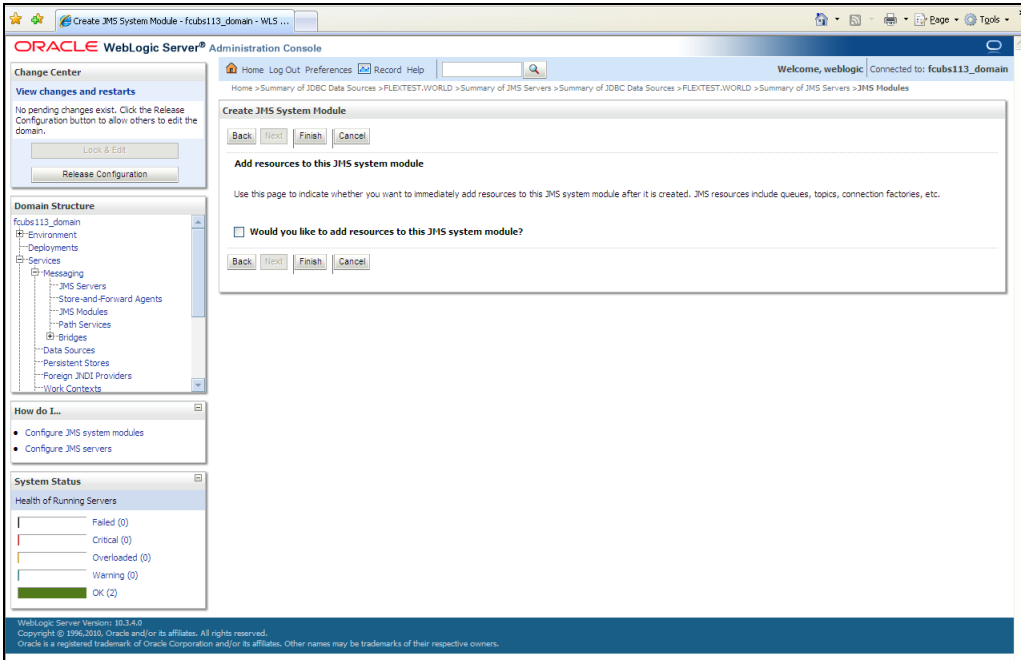 Create JMS System Module - fcubs113_domain - WLS ...
Page
Tools
ORACLE WebLogic Server® Administration Console
Change Center
View changes and restarts
No pending changes exist. Click the Release
Configuration button to allow others to edit the
domain.
Lock & Edit
Release Configuration
Domain Structure
fcubs113_domain
Environment
Deployments
Services
Messaging
JMS Servers
Store-and-Forward Agents
JMS Modules
Path Services
Bridges
Data Sources
Persistent Stores
Foreign JNDI Providers
Work Contexts
How do I...
Configure JMS system modules
Configure JMS servers
System Status
Health of Running Servers
Failed (0)
Critical (0)
Overloaded (0)
Warning (0)
OK (2)
Home Log Out Preferences Record Help
Welcome, weblogic Connected to: fcubs113_domain
Home >Summary of JDBC Data Sources >FLEXTEST.WORLD >Summary of JMS Servers >Summary of JDBC Data Sources >FLEXTEST.WORLD >Summary of JMS Servers >JMS Modules
Create JMS System Module
Back Next Finish Cancel
Add resources to this JMS system module
Use this page to indicate whether you want to immediately add resources to this JMS system module after it is created. JMS resources include queues, topics, connection factories, etc.
Would you like to add resources to this JMS system module?
Back Next Finish Cancel
WebLogic Server Version: 10.3.4.0
Copyright © 1996,2010, Oracle and/or its affiliates. All rights reserved.
Oracle is a registered trademark of Oracle Corporation and/or its affiliates. Other names may be trademarks of their respective owners.